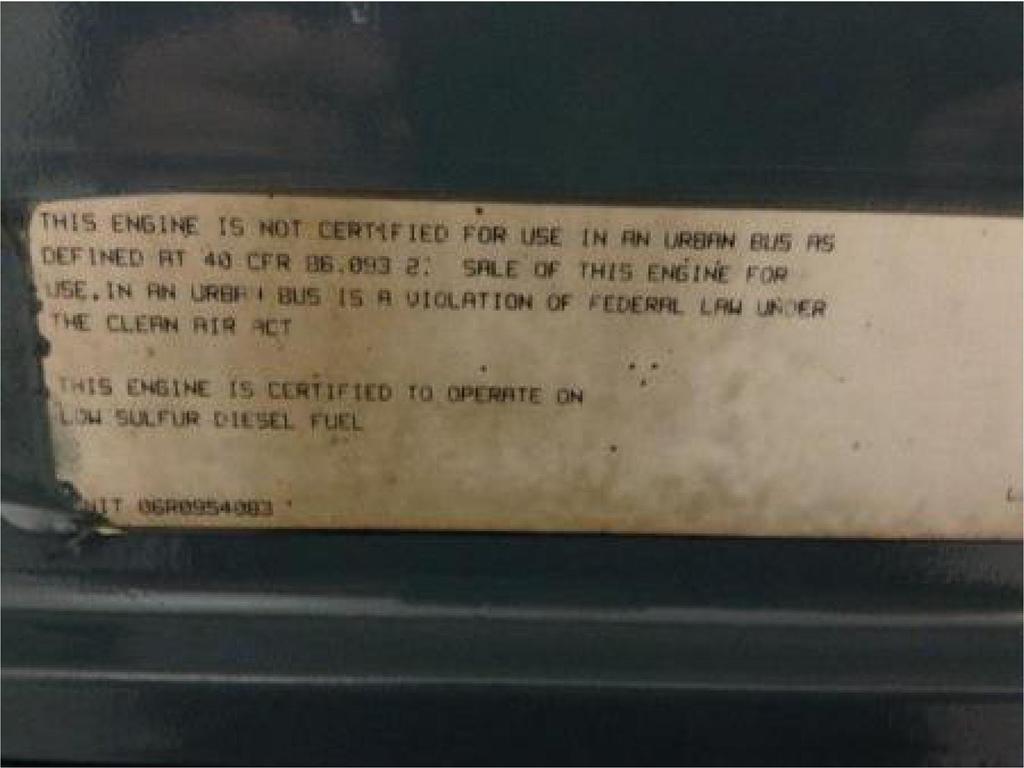 THIS ENGINE IS NOT CERTIFIED FOR USE IN AN URBAN BUS AS
DEFINED AT 40 CFR 86.093 2. SALE OF THIS ENGINE FOR
USE.IN AN URBAN BUS IS A VIOLATION OF FEDERAL LAW UNDER
THE CLEAN AIR ACT
THIS ENGINE IS CERTIFIED TO OPERATE ON
LOW SULFUR DIESEL FUEL
UNIT 06R0954083